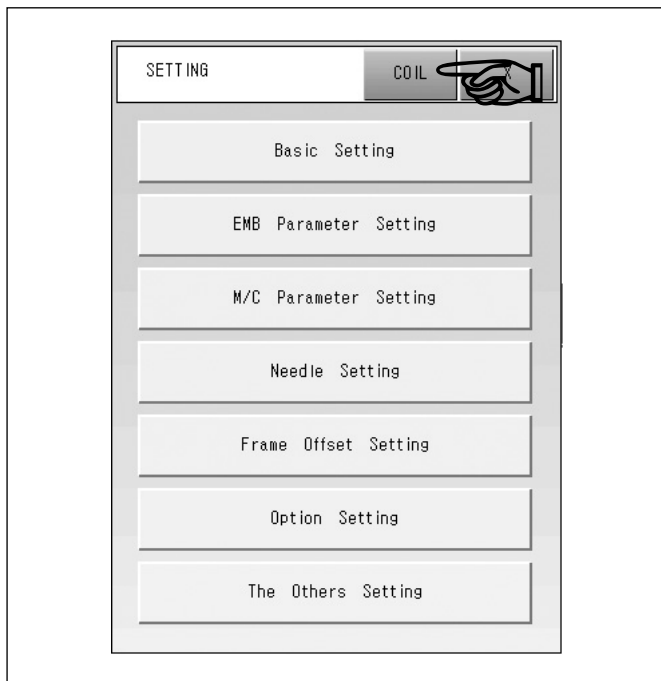 SETTING COIL X
Basic Setting
EMB Parameter Setting
M/C Parameter Setting
Needle Setting
Frame Offset Setting
Option Setting
The Others Setting